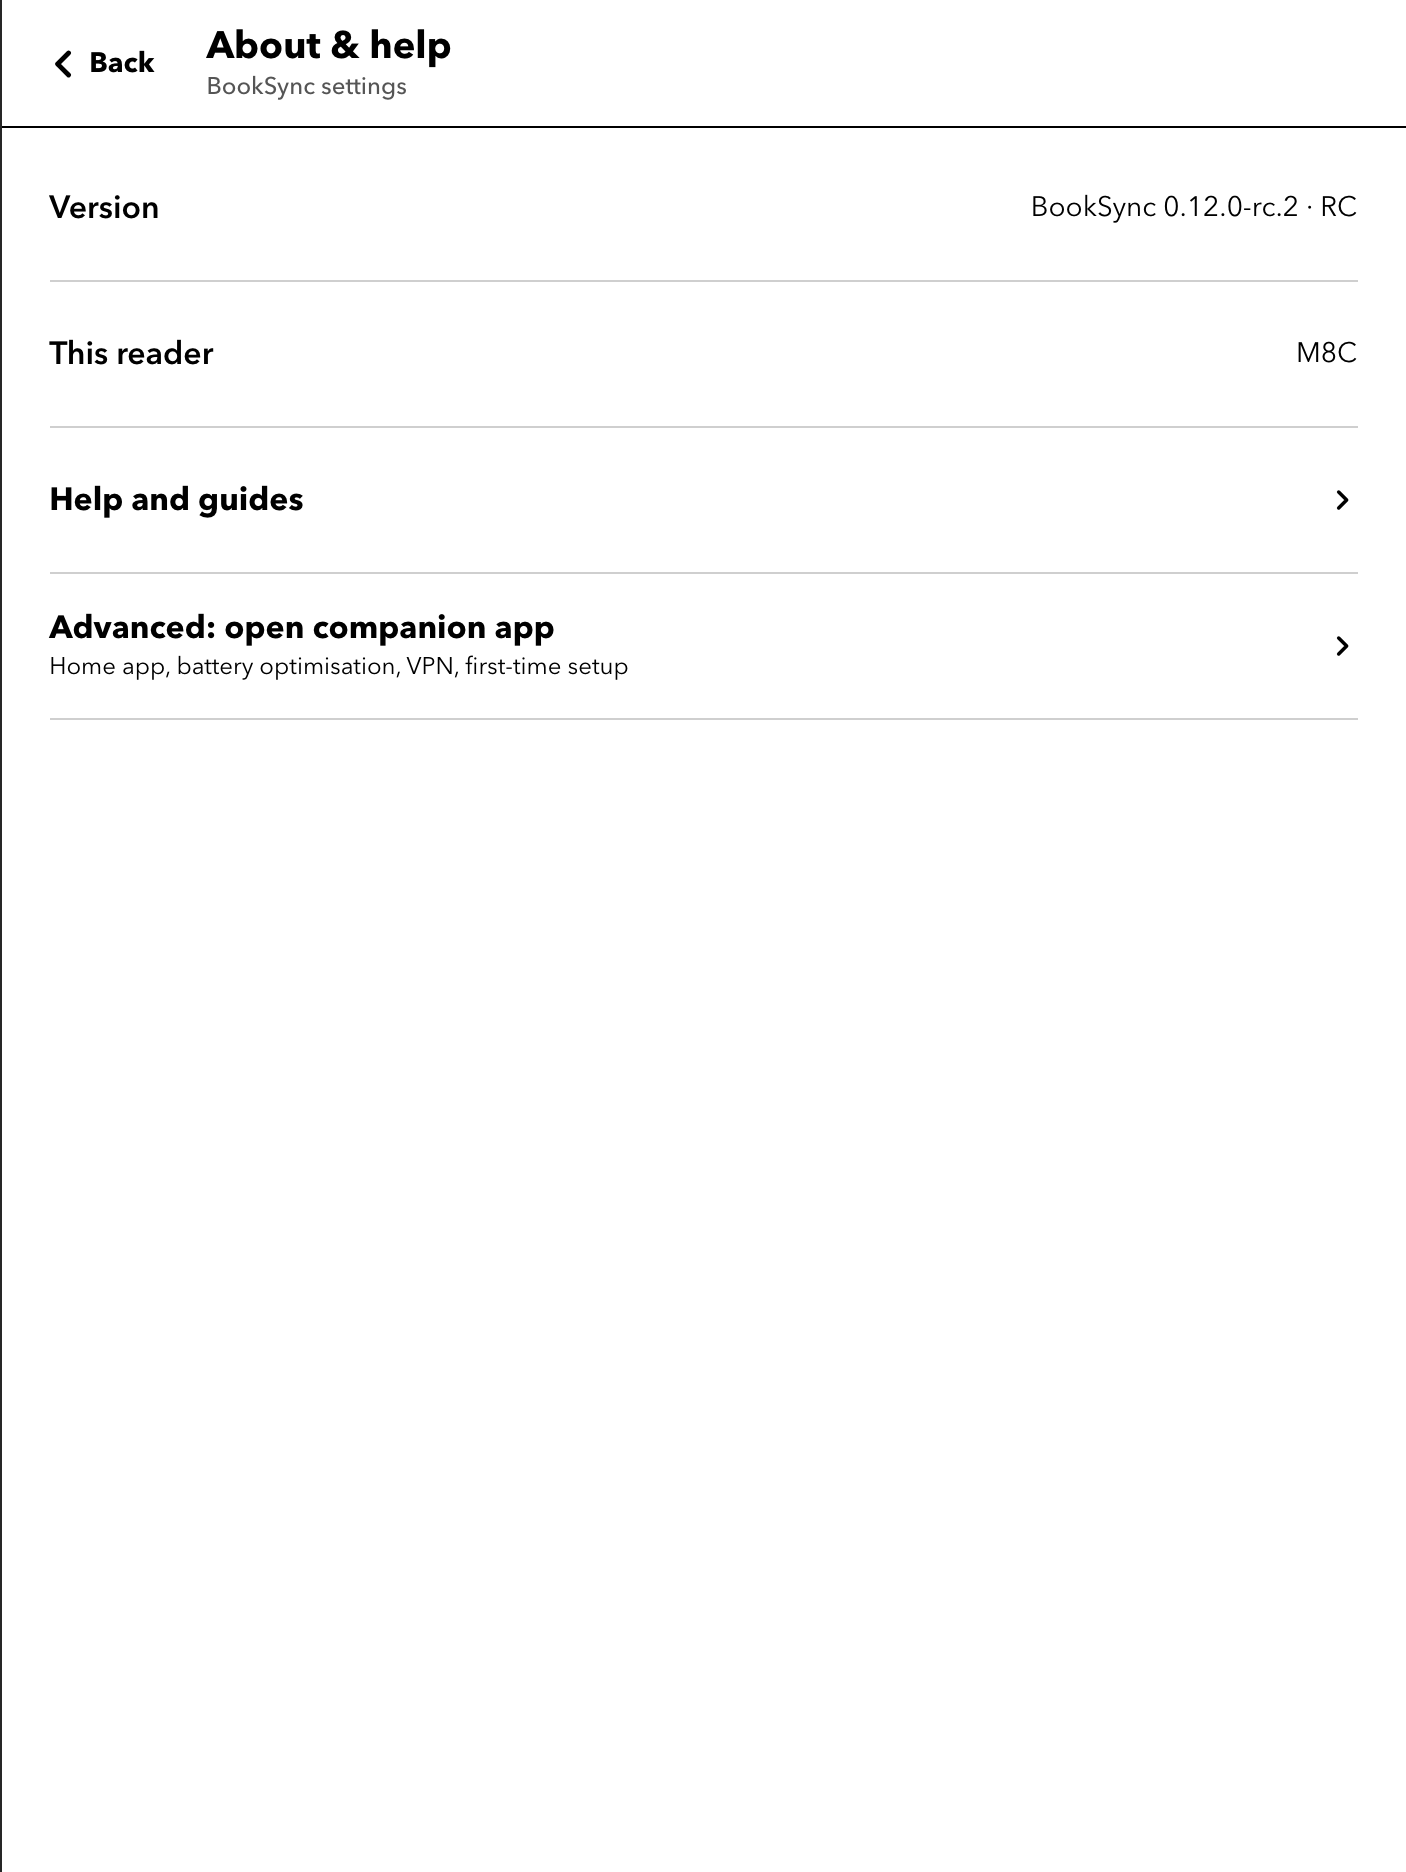 Back
About & help
BookSync settings
Version
BookSync 0.12.0-rc.2 · RC
This reader
M8C
Help and guides
Advanced: open companion app
Home app, battery optimisation, VPN, first-time setup